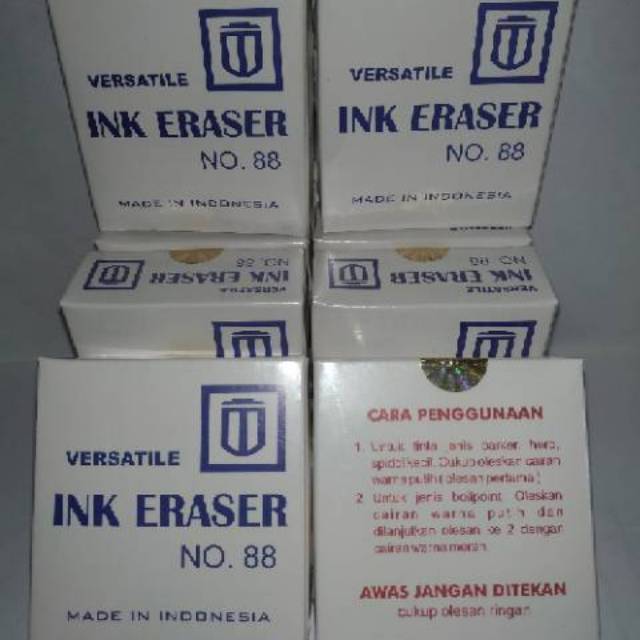 VERSATILE
INK ERASER
NO. 88
MADE IN INDONESIA
VERSATILE
INK ERASER
NO. 88
MADE IN INDONESIA
VERSATILE
INK ERASER
NO. 88
VERSATILE
INK ERASER
NO. 88
VERSATILE
INK ERASER
NO. 88
MADE IN INDONESIA
CARA PENGGUNAAN
1. Untuk tinta jenis parker, hero,
spidol kecil. Cukup oleskan cairan
warna putih ( olesan pertama )
2. Untuk jenis bolpoint. Oleskan
cairan warna putih dan
dilanjutkan olesan ke 2 dengan
cairan warna merah.
AWAS JANGAN DITEKAN
cukup olesan ringan